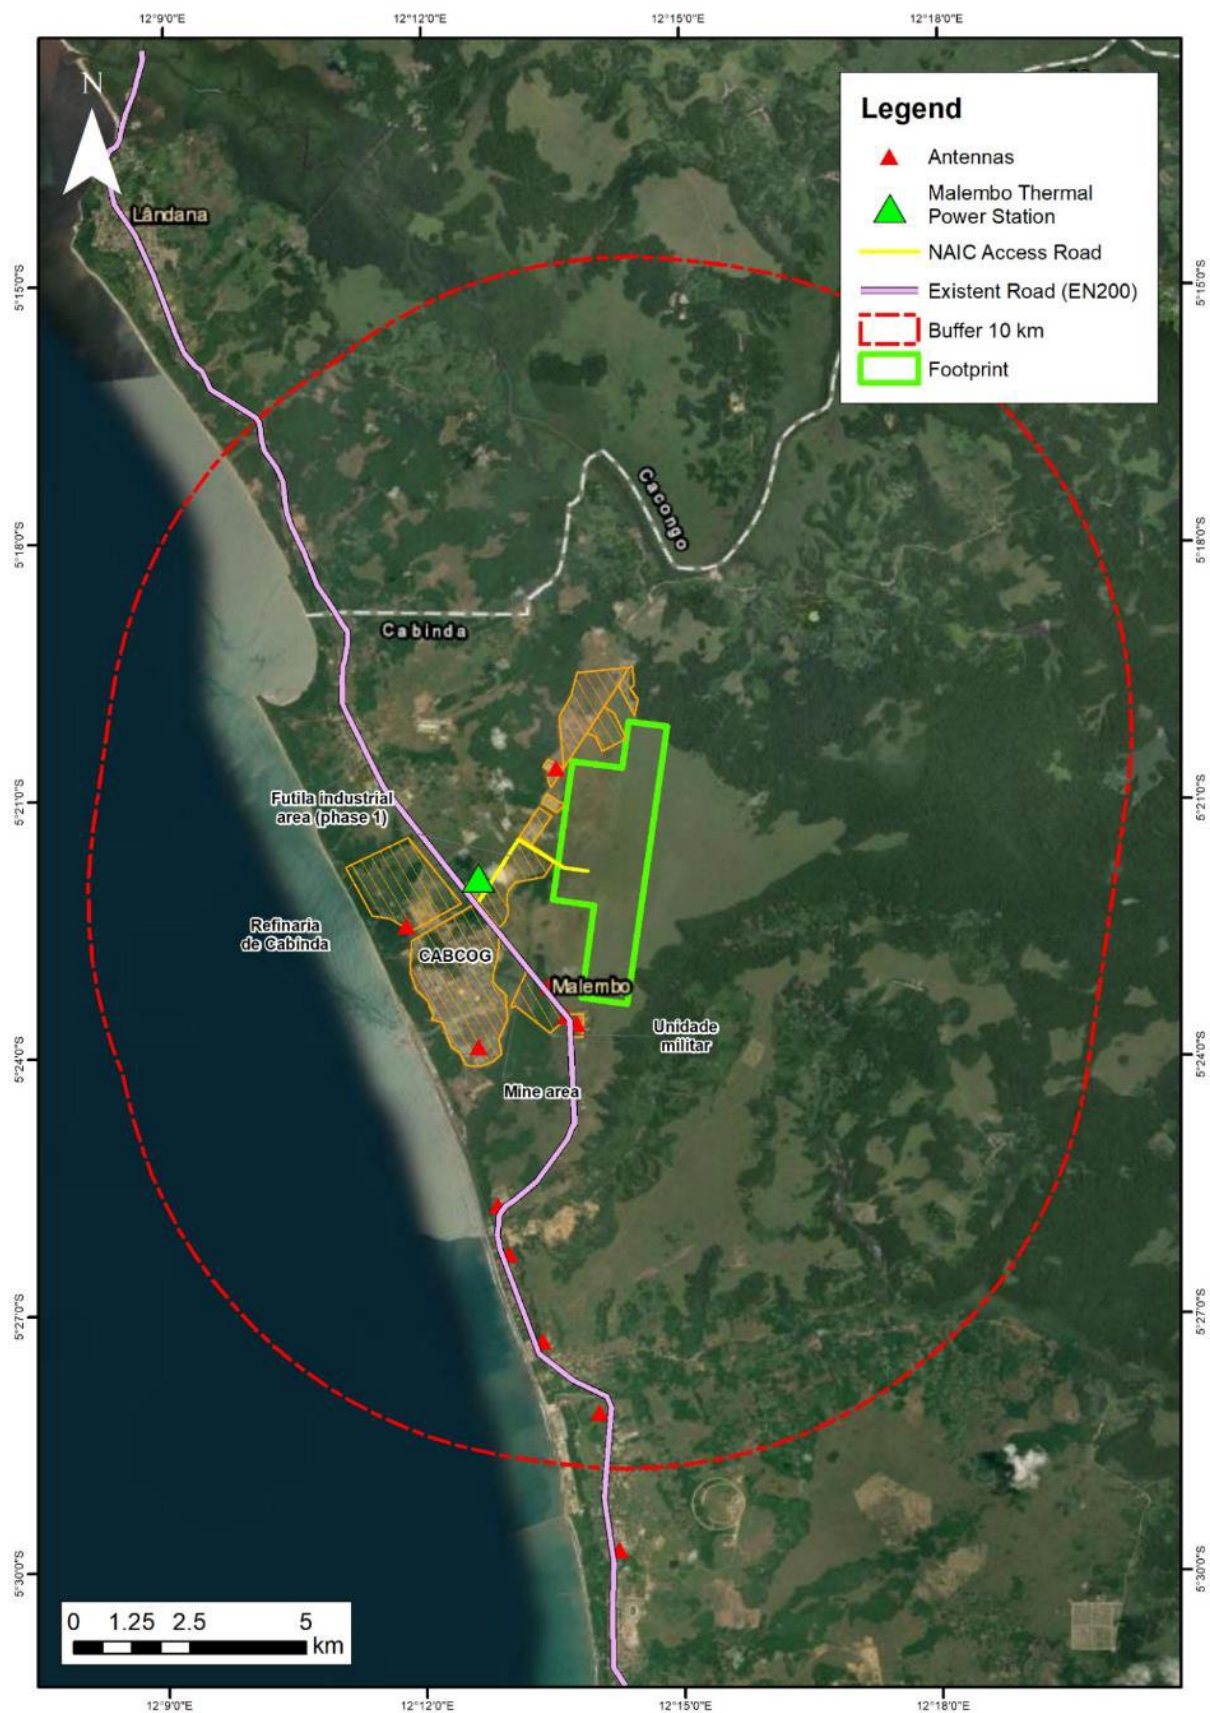 12°9'0"E
12°12'0"E
12°15'0"E
12°18'0"E
N
Legend
Antennas
Malembo Thermal
Power Station
NAIC Access Road
Existent Road (EN200)
Buffer 10 km
Footprint
Lândana
5°15'0"S
5°15'0"S
Cacongo
5°18'0"S
5°18'0"S
Cabinda
Futila industrial
area (phase 1)
5°21'0"S
5°21'0"S
Refinaria
de Cabinda
CABCOG
Malembo
Unidade
militar
5°24'0"S
5°24'0"S
Mine area
5°27'0"S
5°27'0"S
5°30'0"S
5°30'0"S
0 1.25 2.5 5
km
12°9'0"E
12°12'0"E
12°15'0"E
12°18'0"E